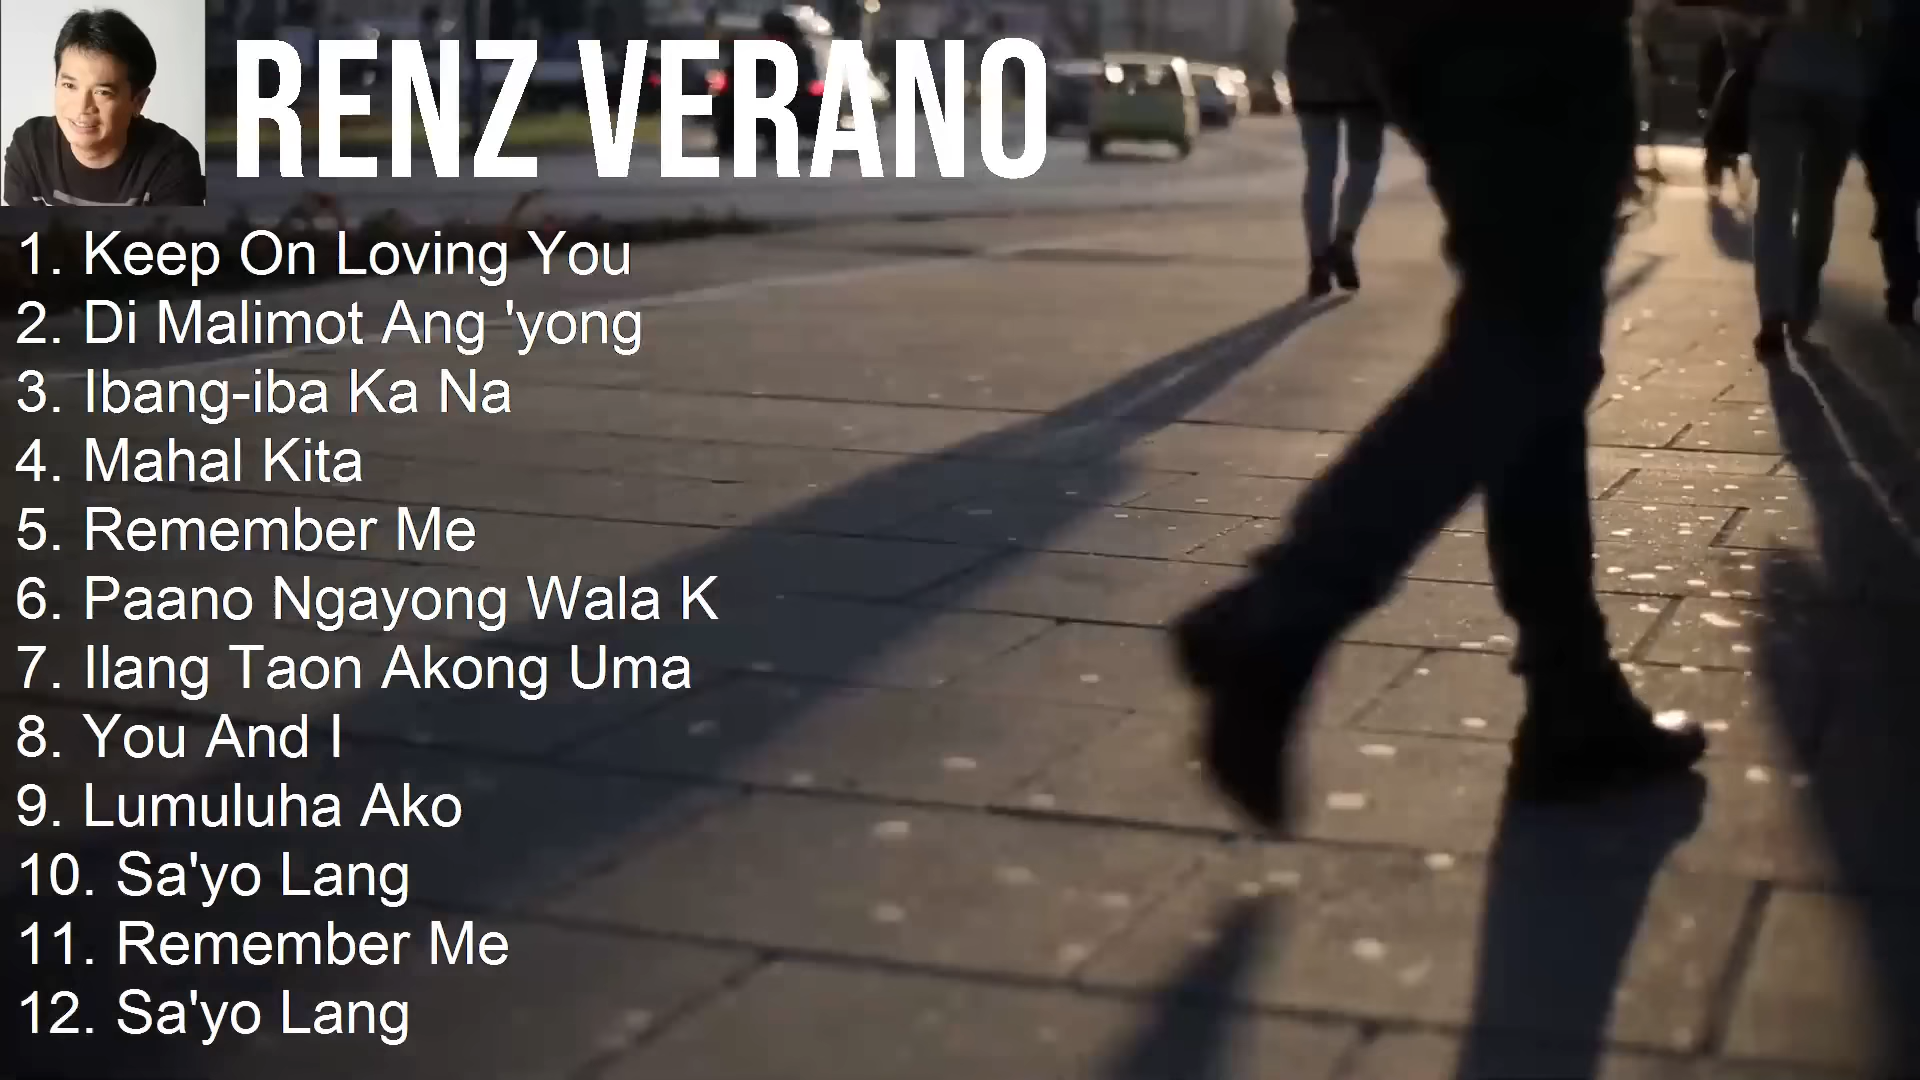 RENZ VERANO
1. Keep On Loving You
2. Di Malimot Ang 'yong
3. Ibang-iba Ka Na
4. Mahal Kita
5. Remember Me
6. Paano Ngayong Wala K
7. Ilang Taon Akong Uma
8. You And I
9. Lumuluha Ako
10. Sa'yo Lang
11. Remember Me
12. Sa'yo Lang